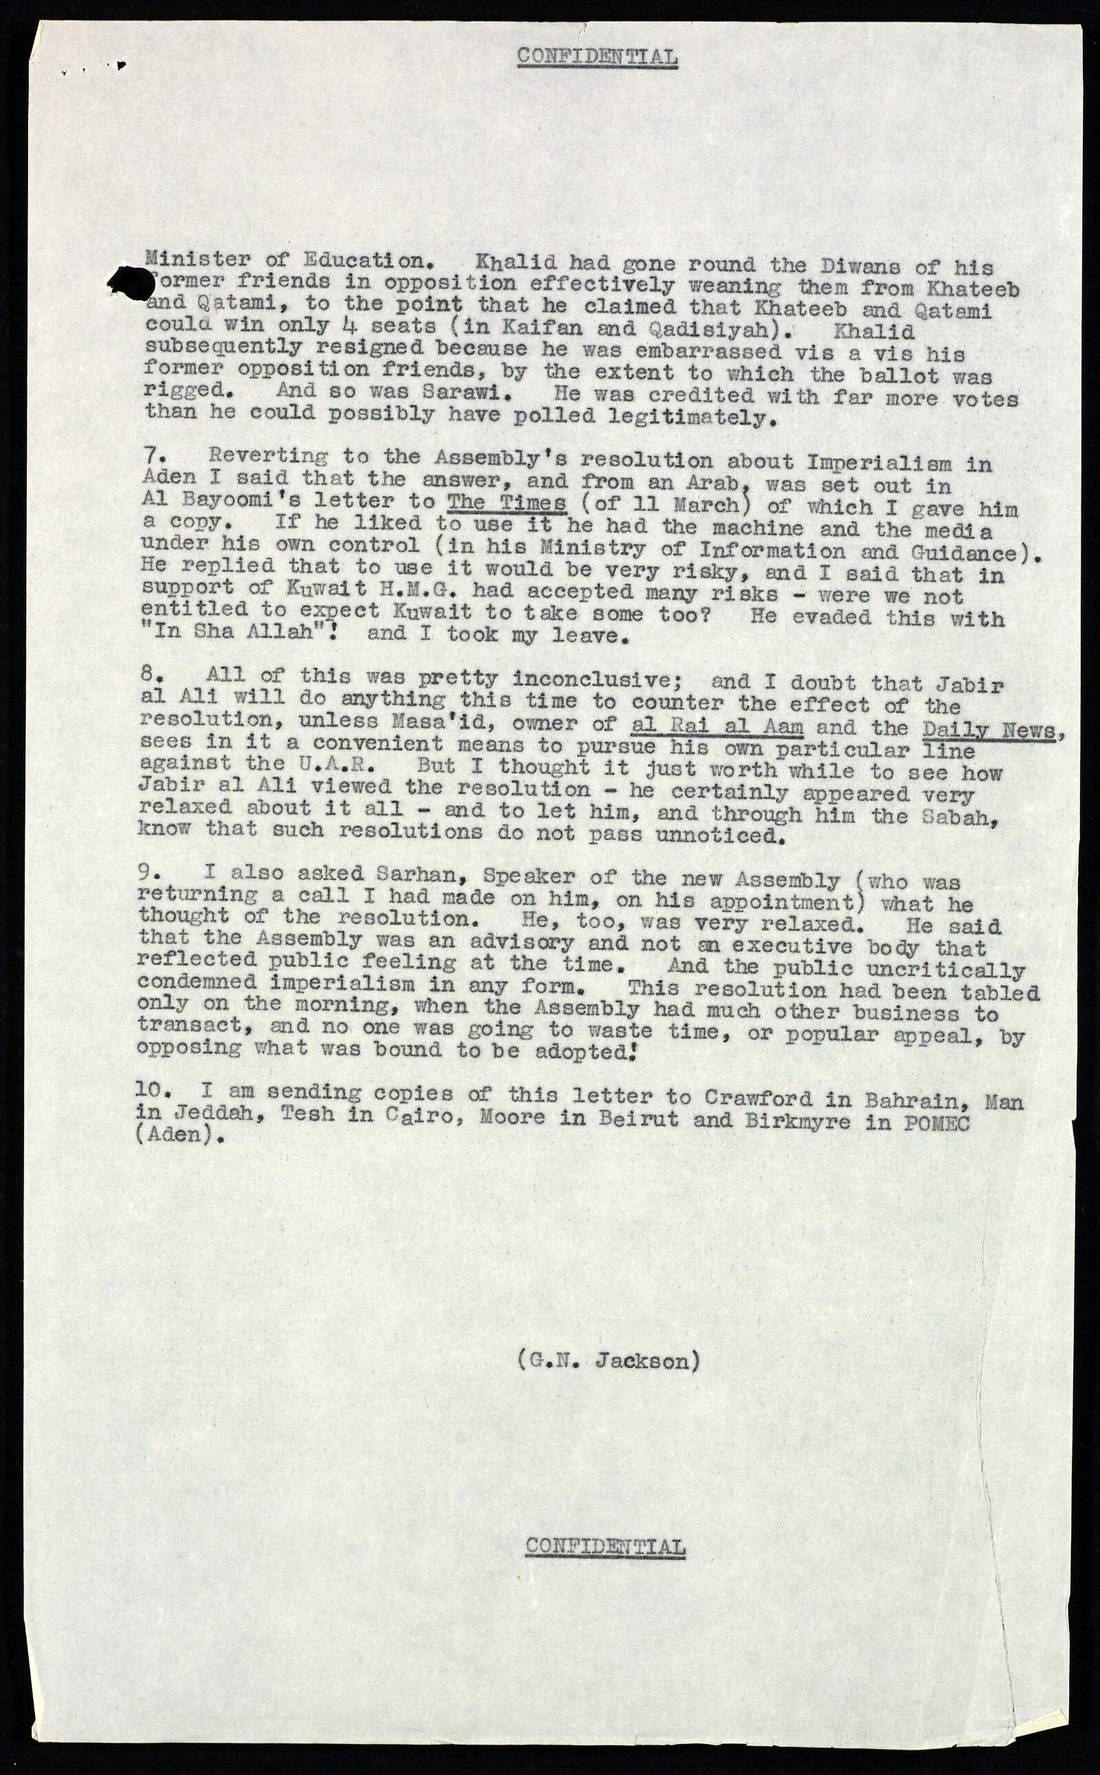 CONFIDENTIAL
Minister of Education. Khalid had gone round the Diwans of his
former friends in opposition effectively weaning them from Khateeb
and Qatami, to the point that he claimed that Khateeb and Qatami
could win only 4 seats (in Kaifan and Qadisiyah). Khalid
subsequently resigned because he was embarrassed vis a vis his
former opposition friends, by the extent to which the ballot was
rigged. And so was Sarawi. He was credited with far more votes
than he could possibly have polled legitimately.
7. Reverting to the Assembly's resolution about Imperialism in
Aden I said that the answer, and from an Arab, was set out in
Al Bayoomi's letter to The Times (of 11 March) of which I gave him
a copy. If he liked to use it he had the machine and the media
under his own control (in his Ministry of Information and Guidance).
He replied that to use it would be very risky, and I said that in
support of Kuwait H.M.G. had accepted many risks - were we not
entitled to expect Kuwait to take some too? He evaded this with
"In Sha Allah"! and I took my leave.
8. All of this was pretty inconclusive; and I doubt that Jabir
al Ali will do anything this time to counter the effect of the
resolution, unless Masa'id, owner of al Rai al Aam and the Daily News,
sees in it a convenient means to pursue his own particular line
against the U.A.R. But I thought it just worth while to see how
Jabir al Ali viewed the resolution - he certainly appeared very
relaxed about it all - and to let him, and through him the Sabah,
know that such resolutions do not pass unnoticed.
9. I also asked Sarhan, Speaker of the new Assembly (who was
returning a call I had made on him, on his appointment) what he
thought of the resolution. He, too, was very relaxed. He said
that the Assembly was an advisory and not an executive body that
reflected public feeling at the time. And the public uncritically
condemned imperialism in any form. This resolution had been tabled
only on the morning, when the Assembly had much other business to
transact, and no one was going to waste time, or popular appeal, by
opposing what was bound to be adopted!
10. I am sending copies of this letter to Crawford in Bahrain, Man
in Jeddah, Tesh in Cairo, Moore in Beirut and Birkmyre in POMEC
(Aden).
(G.N. Jackson)
CONFIDENTIAL